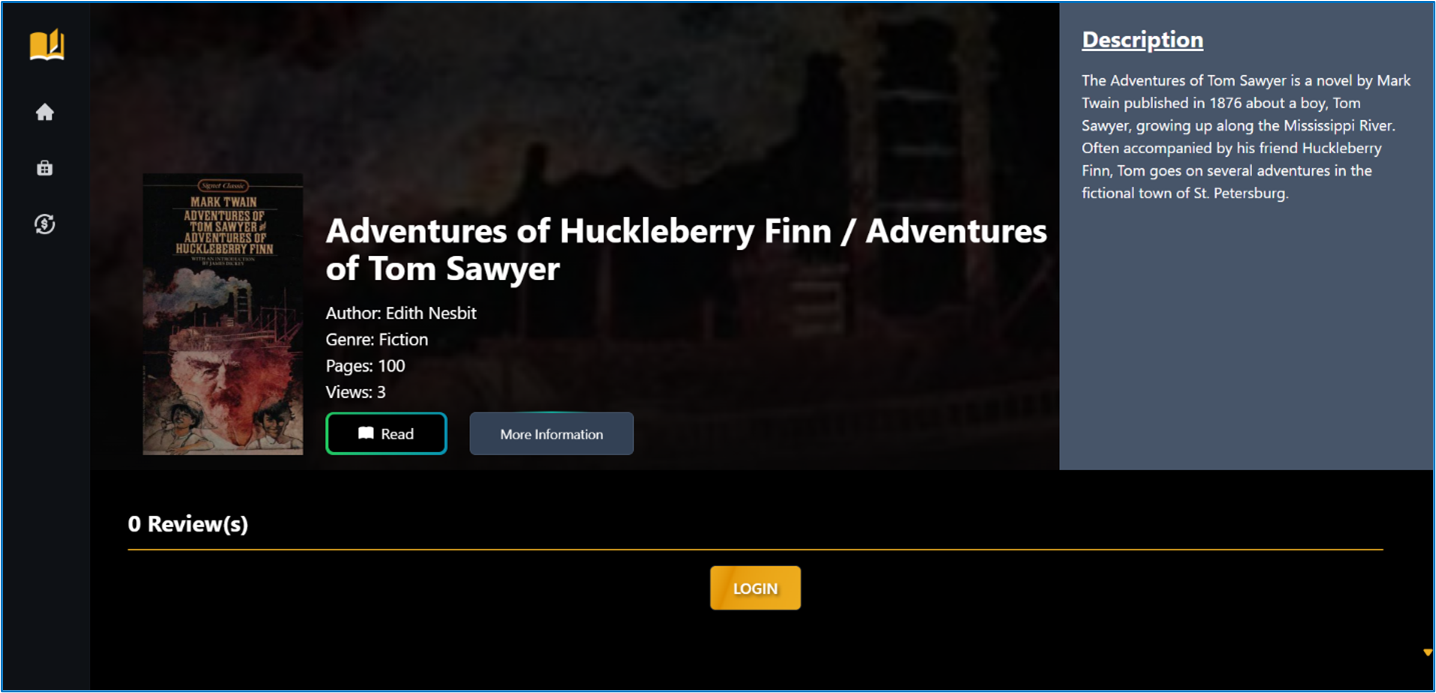 Signet Classic
MARK TWAIN
ADVENTURES OF
TOM SAWYER and
ADVENTURES OF
HUCKLEBERRY FINN
WITH AN INTRODUCTION
BY JAMES DICKEY
Adventures of Huckleberry Finn / Adventures
of Tom Sawyer
Author: Edith Nesbit
Genre: Fiction
Pages: 100
Views: 3
Read
More Information
Description
The Adventures of Tom Sawyer is a novel by Mark
Twain published in 1876 about a boy, Tom
Sawyer, growing up along the Mississippi River.
Often accompanied by his friend Huckleberry
Finn, Tom goes on several adventures in the
fictional town of St. Petersburg.
0 Review(s)
LOGIN